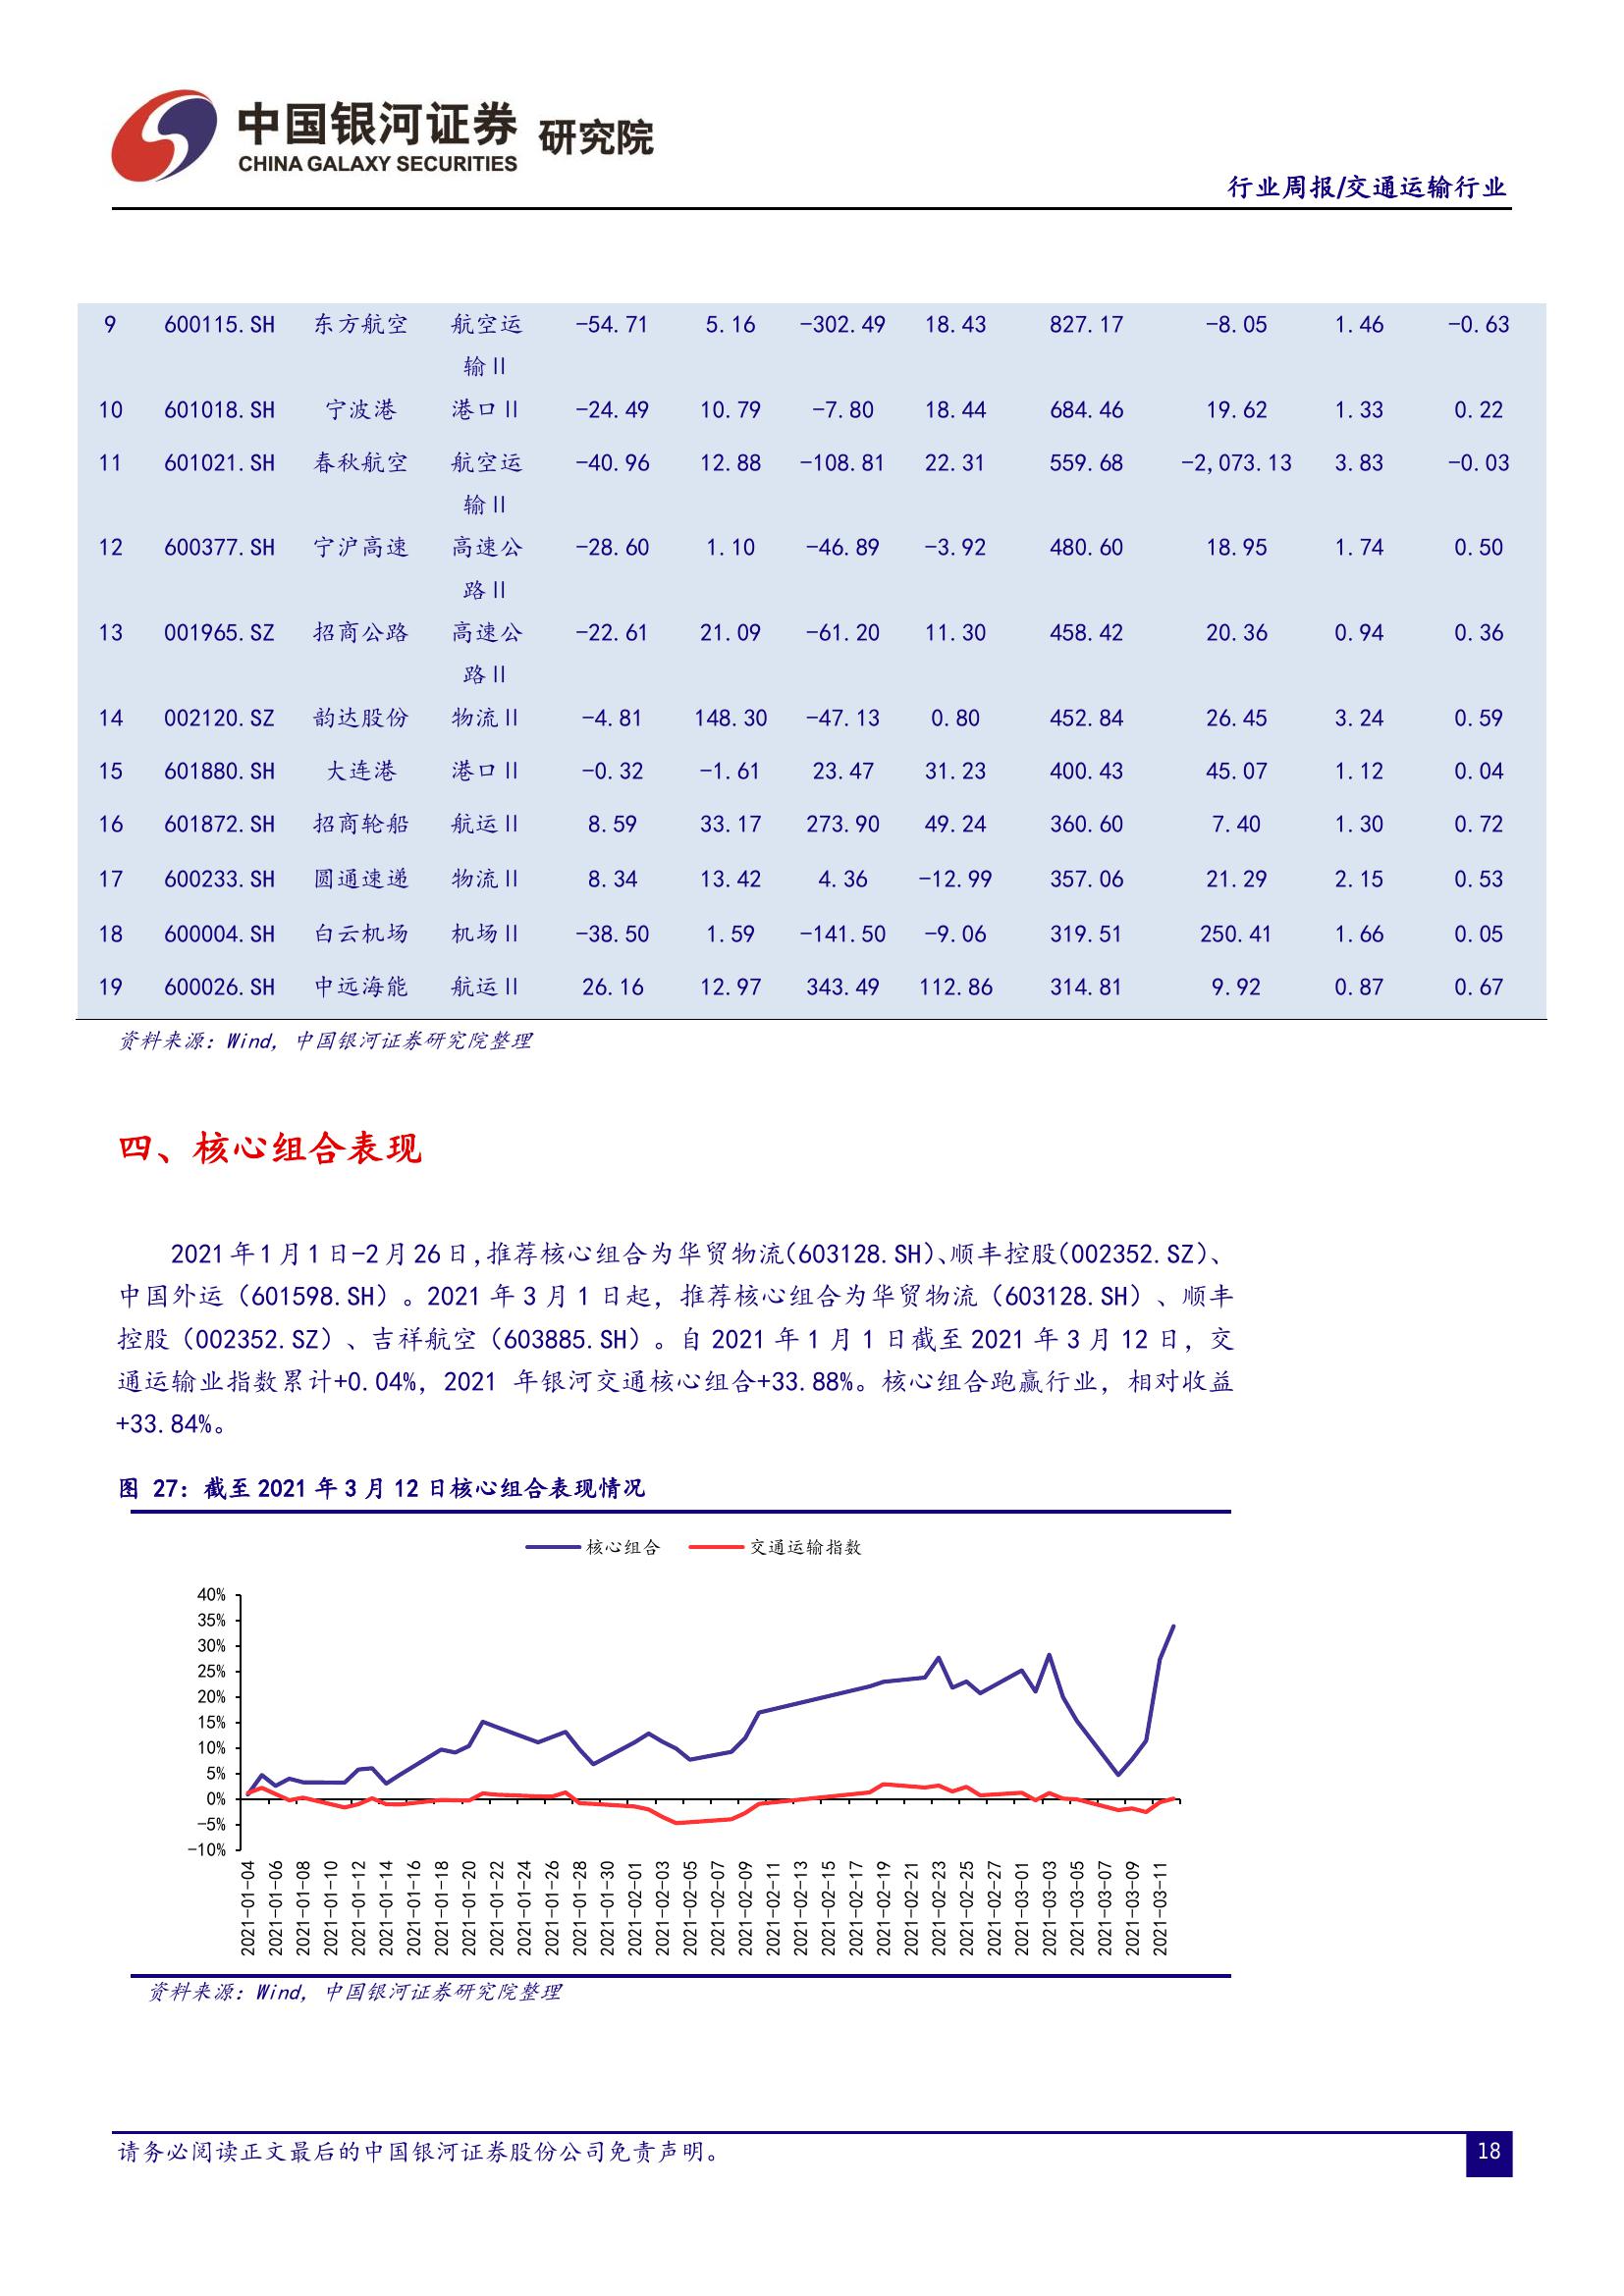 中国银河证券 研究院
CHINA GALAXY SECURITIES
行业周报/交通运输行业
9 600115.SH 东方航空 航空运 -54.71 5.16 -302.49 18.43 827.17 -8.05 1.46 -0.63
输Ⅱ
10 601018.SH 宁波港 港口Ⅱ -24.49 10.79 -7.80 18.44 684.46 19.62 1.33 0.22
11 601021.SH 春秋航空 航空运 -40.96 12.88 -108.81 22.31 559.68 -2,073.13 3.83 -0.03
输Ⅱ
12 600377.SH 宁沪高速 高速公 -28.60 1.10 -46.89 -3.92 480.60 18.95 1.74 0.50
路Ⅱ
13 001965.SZ 招商公路 高速公 -22.61 21.09 -61.20 11.30 458.42 20.36 0.94 0.36
路Ⅱ
14 002120.SZ 韵达股份 物流Ⅱ -4.81 148.30 -47.13 0.80 452.84 26.45 3.24 0.59
15 601880.SH 大连港 港口Ⅱ -0.32 -1.61 23.47 31.23 400.43 45.07 1.12 0.04
16 601872.SH 招商轮船 航运Ⅱ 8.59 33.17 273.90 49.24 360.60 7.40 1.30 0.72
17 600233.SH 圆通速递 物流Ⅱ 8.34 13.42 4.36 -12.99 357.06 21.29 2.15 0.53
18 600004.SH 白云机场 机场Ⅱ -38.50 1.59 -141.50 -9.06 319.51 250.41 1.66 0.05
19 600026.SH 中远海能 航运Ⅱ 26.16 12.97 343.49 112.86 314.81 9.92 0.87 0.67
资料来源：Wind, 中国银河证券研究院整理
四、核心组合表现
2021年1月1日-2月26日,推荐核心组合为华贸物流(603128.SH)、顺丰控股(002352.SZ)、
中国外运（601598.SH）。2021 年 3 月 1 日起，推荐核心组合为华贸物流（603128.SH）、顺丰
控股（002352.SZ）、吉祥航空（603885.SH）。自 2021 年 1 月 1 日截至 2021 年 3 月 12 日，交
通运输业指数累计+0.04%，2021 年银河交通核心组合+33.88%。核心组合跑赢行业，相对收益
+33.84%。
图 27：截至 2021 年 3 月 12 日核心组合表现情况
核心组合 交通运输指数
40%
35%
30%
25%
20%
15%
10%
5%
0%
-5%
-10%
2021-01-04
2021-01-06
2021-01-08
2021-01-10
2021-01-12
2021-01-14
2021-01-16
2021-01-18
2021-01-20
2021-01-22
2021-01-24
2021-01-26
2021-01-28
2021-01-30
2021-02-01
2021-02-03
2021-02-05
2021-02-07
2021-02-09
2021-02-11
2021-02-13
2021-02-15
2021-02-17
2021-02-19
2021-02-21
2021-02-23
2021-02-25
2021-02-27
2021-03-01
2021-03-03
2021-03-05
2021-03-07
2021-03-09
2021-03-11
资料来源：Wind, 中国银河证券研究院整理
请务必阅读正文最后的中国银河证券股份公司免责声明。
18